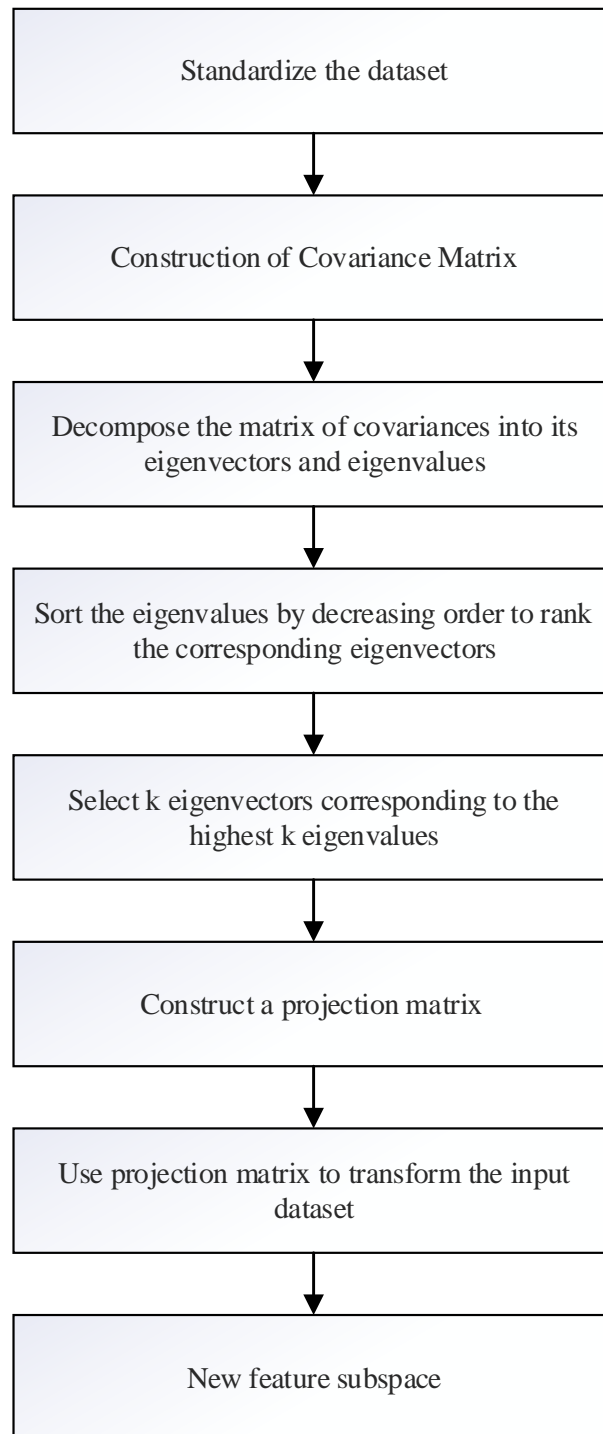 Standardize the dataset
Construction of Covariance Matrix
Decompose the matrix of covariances into its
eigenvectors and eigenvalues
Sort the eigenvalues by decreasing order to rank
the corresponding eigenvectors
Select k eigenvectors corresponding to the
highest k eigenvalues
Construct a projection matrix
Use projection matrix to transform the input
dataset
New feature subspace